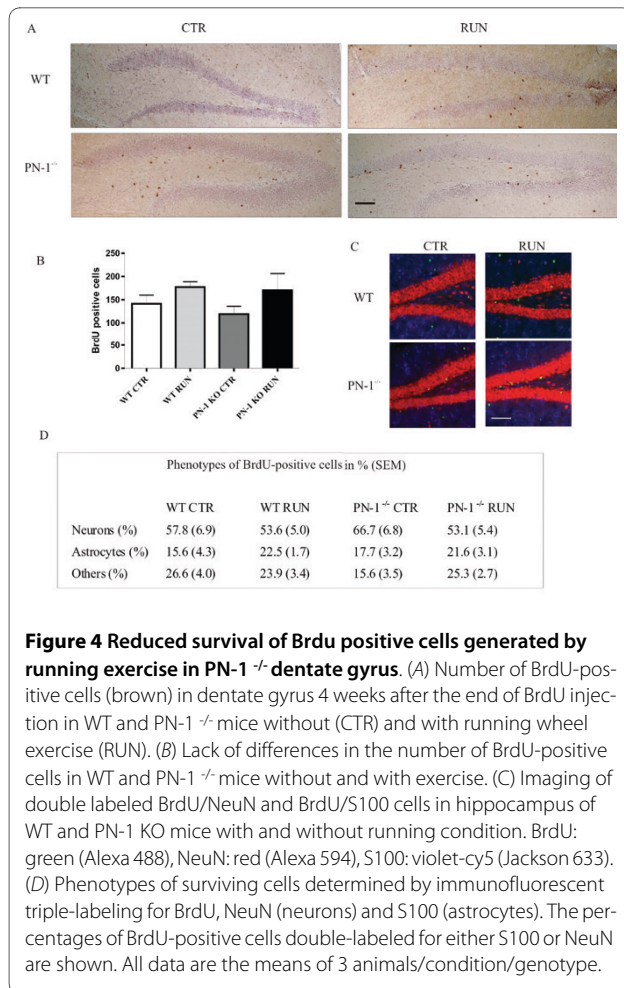 A
CTR
RUN
WT
PN-1 -/-
B
BrdU positive cells
250
200
150
100
50
0
WT CTR
WT RUN
PN-1 KO CTR
PN-1 KO RUN
C
CTR
RUN
WT
PN-1 -/-
D
Phenotypes of BrdU-positive cells in % (SEM)
WT CTR WT RUN PN-1 -/- CTR PN-1 -/- RUN
Neurons (%) 57.8 (6.9) 53.6 (5.0) 66.7 (6.8) 53.1 (5.4)
Astrocytes (%) 15.6 (4.3) 22.5 (1.7) 17.7 (3.2) 21.6 (3.1)
Others (%) 26.6 (4.0) 23.9 (3.4) 15.6 (3.5) 25.3 (2.7)
Figure 4 Reduced survival of Brdu positive cells generated by
running exercise in PN-1 -/- dentate gyrus. (A) Number of BrdU-pos-
itive cells (brown) in dentate gyrus 4 weeks after the end of BrdU injec-
tion in WT and PN-1 -/- mice without (CTR) and with running wheel
exercise (RUN). (B) Lack of differences in the number of BrdU-positive
cells in WT and PN-1 -/- mice without and with exercise. (C) Imaging of
double labeled BrdU/NeuN and BrdU/S100 cells in hippocampus of
WT and PN-1 KO mice with and without running condition. BrdU:
green (Alexa 488), NeuN: red (Alexa 594), S100: violet-cy5 (Jackson 633).
(D) Phenotypes of surviving cells determined by immunofluorescent
triple-labeling for BrdU, NeuN (neurons) and S100 (astrocytes). The per-
centages of BrdU-positive cells double-labeled for either S100 or NeuN
are shown. All data are the means of 3 animals/condition/genotype.